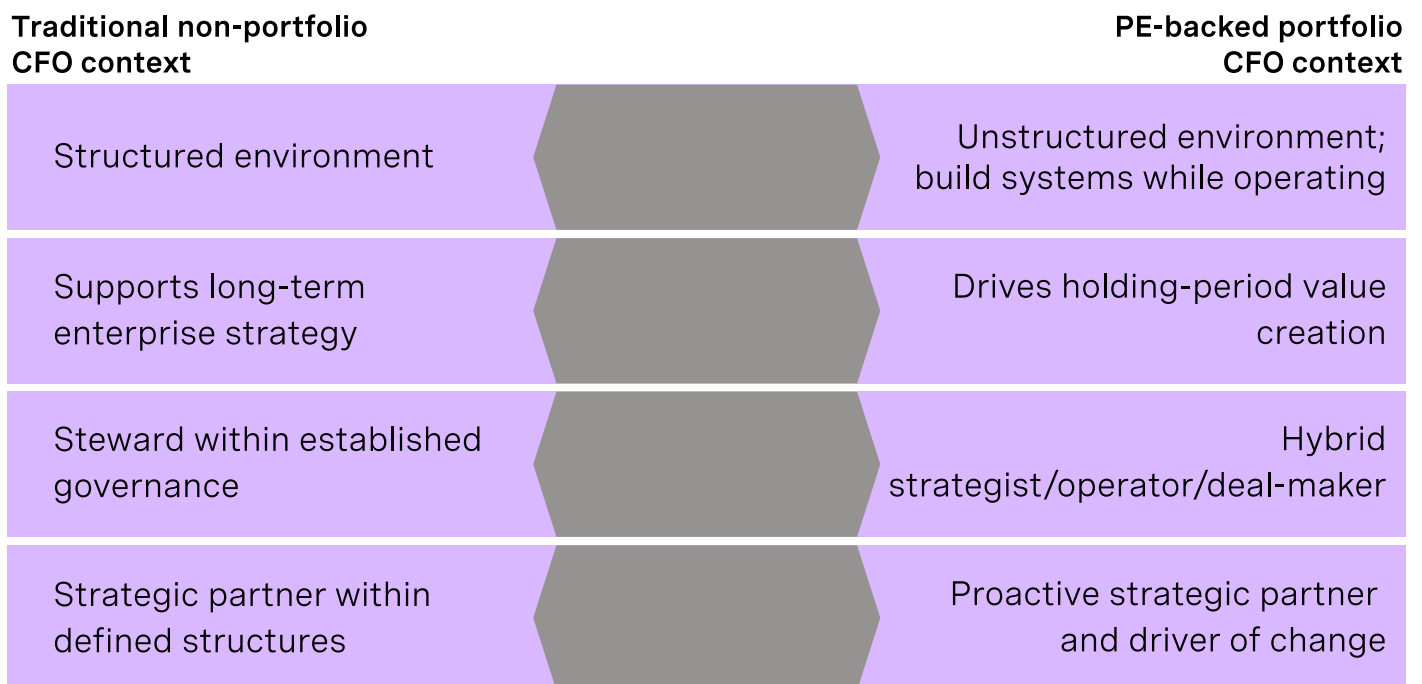 Traditional non-portfolio
CFO context
PE-backed portfolio
CFO context
Structured environment
Unstructured environment;
build systems while operating
Supports long-term
enterprise strategy
Drives holding-period value
creation
Steward within established
governance
Hybrid
strategist/operator/deal-maker
Strategic partner within
defined structures
Proactive strategic partner
and driver of change